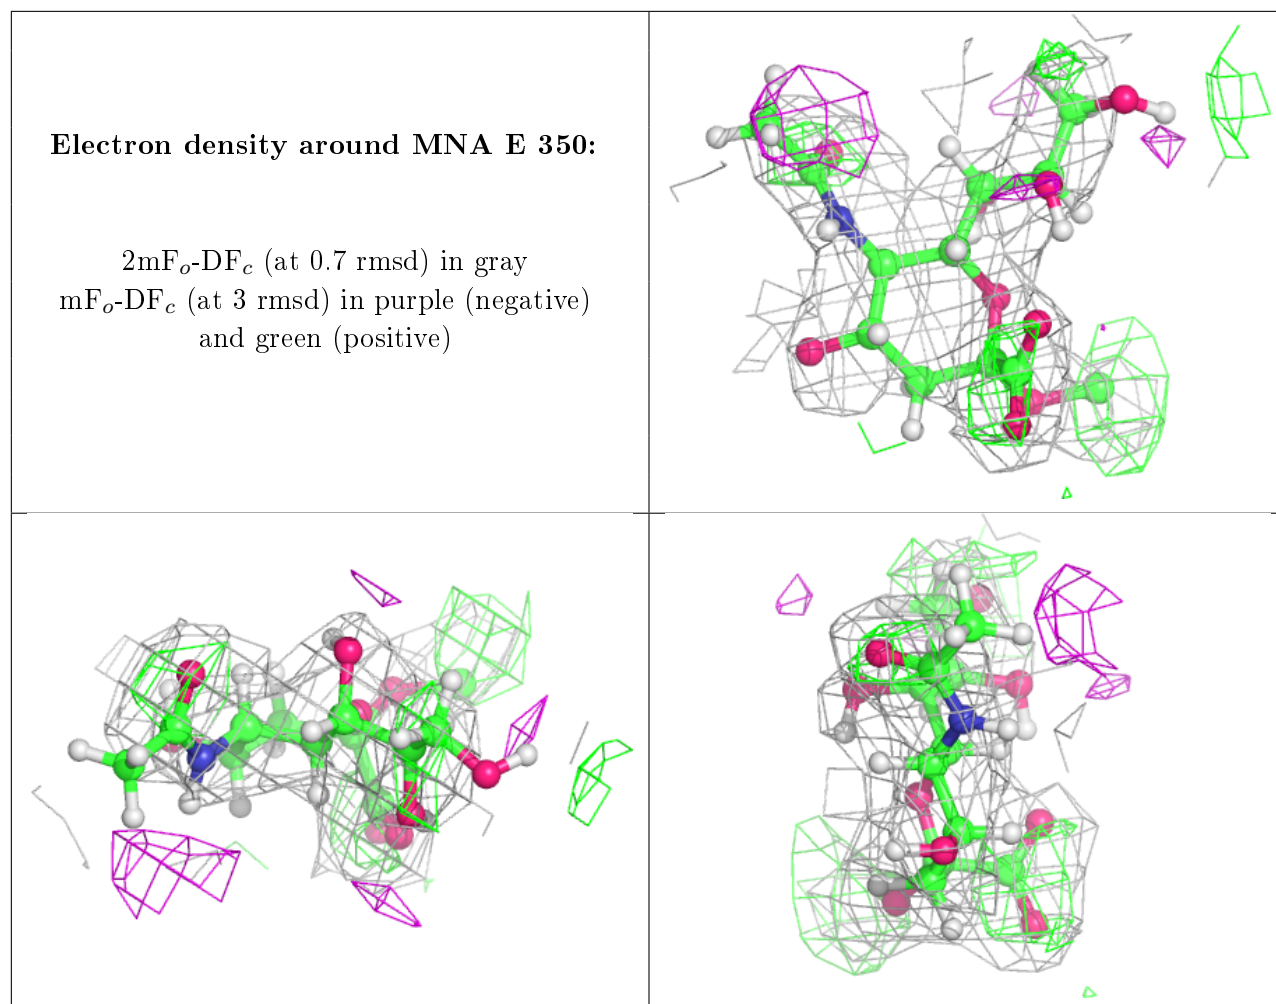 Electron density around MNA E 350:
2mFo-DFc (at 0.7 rmsd) in gray
mFo-DFc (at 3 rmsd) in purple (negative)
and green (positive)